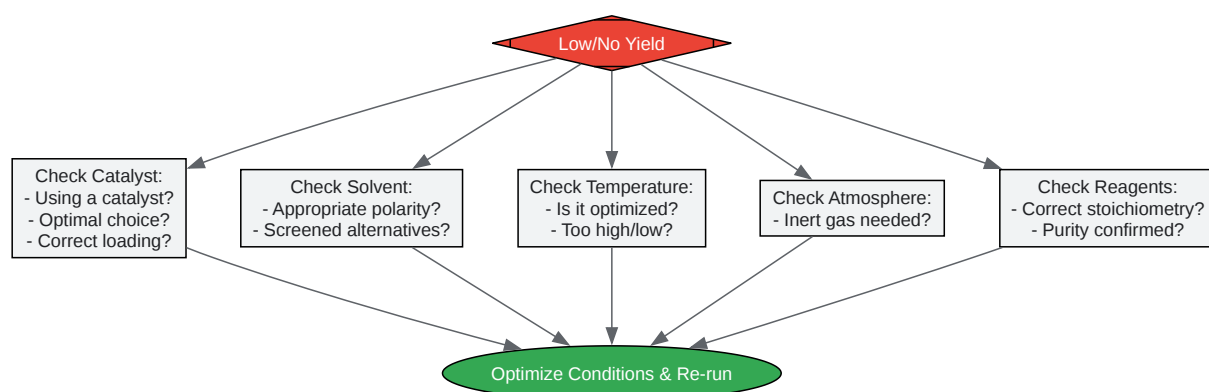 Low/No Yield
Check Catalyst:
- Using a catalyst?
- Optimal choice?
- Correct loading?
Check Solvent:
- Appropriate polarity?
- Screened alternatives?
Check Temperature:
- Is it optimized?
- Too high/low?
Check Atmosphere:
- Inert gas needed?
Check Reagents:
- Correct stoichiometry?
- Purity confirmed?
Optimize Conditions & Re-run